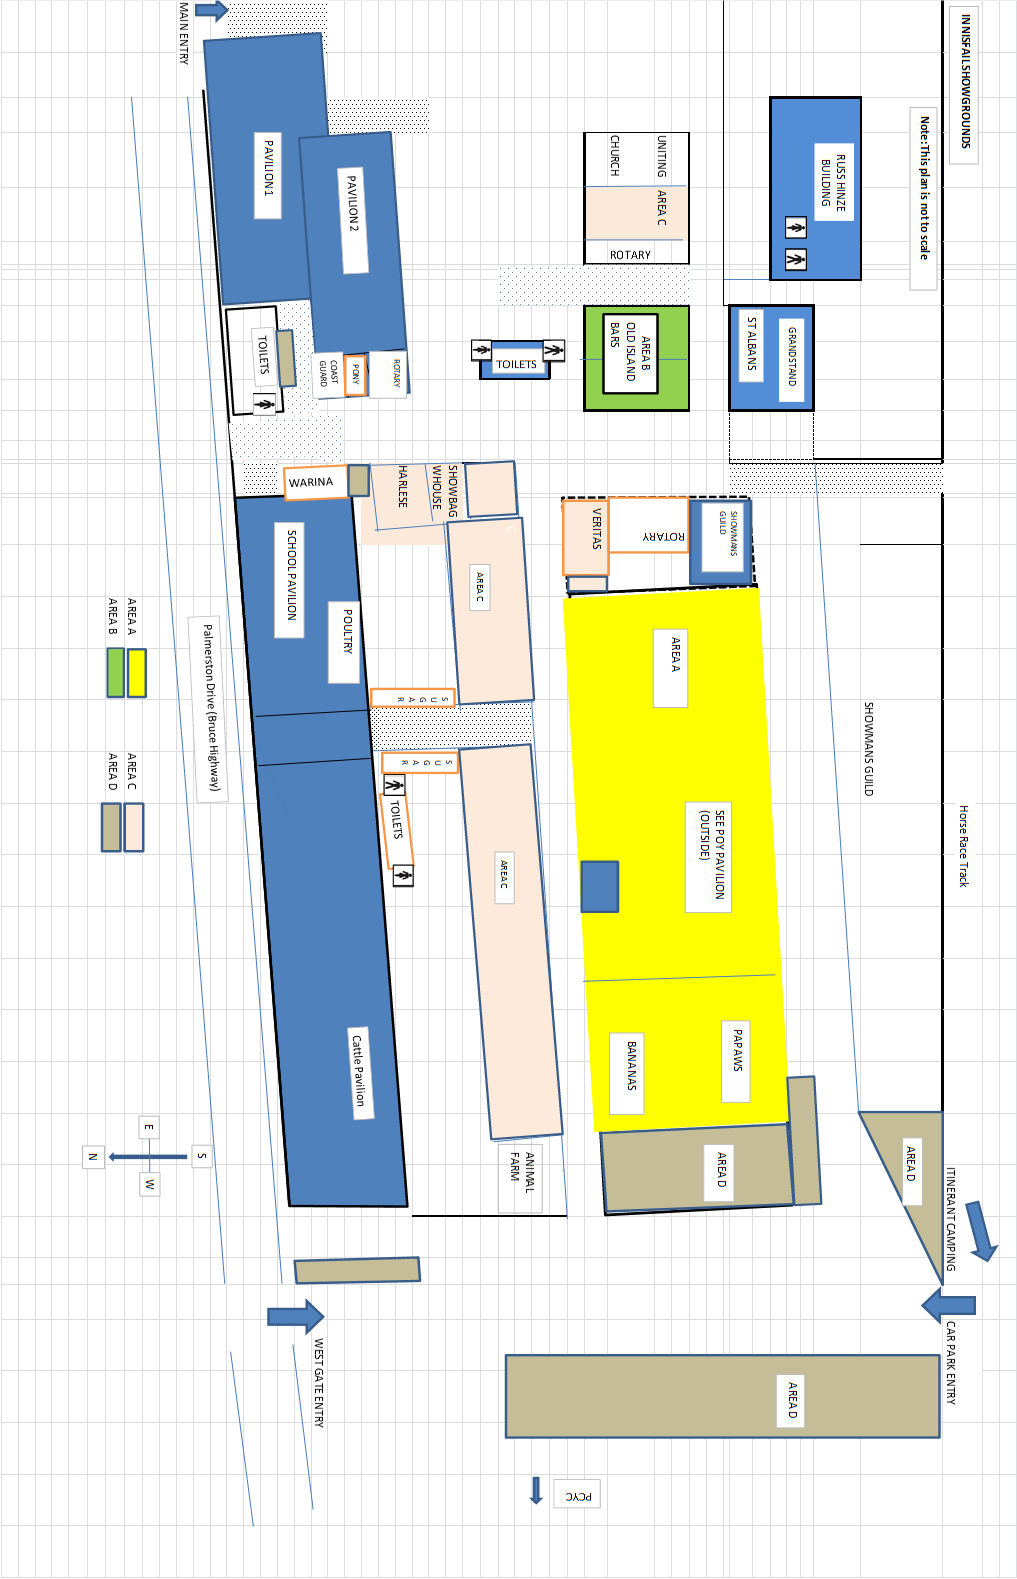 INNISFAILSHOWGROUNDS
Note:This plan is not to scale
MAIN ENTRY
PAVILION1
PAVILION 2
UNITING
CHURCH
AREA C
ROTARY
RUSS HINZE
BUILDING
TOILETS
COAST
GUARD
PONY
ROTARY
TOILETS
AREA B
OLD ISLAND
BARS
GRANDSTAND
ST ALBANS
WARINA
HARLESE
SHOWBAG
WHOUSE
C
VERITAS
ROTARY
SHOWMANS
GUILD
SCHOOL PAVILION
POULTRY
AREA C
AREA A
SUGAR
SUGAR
TOILETS
AREA C
SEE POY PAVILION
(OUTSIDE)
SHOWMANS GUILD
Horse Race Track
Palmerston Drive (Bruce Highway)
AREA A
AREA B
AREA C
AREA D
BANANAS
PAPAWS
Cattle Pavilion
ANIMAL
FARM
AREA D
AREA D
ITINERANT CAMPING
CAR PARK ENTRY
WEST GATE ENTRY
AREA D
PCYC
N
E
S
W